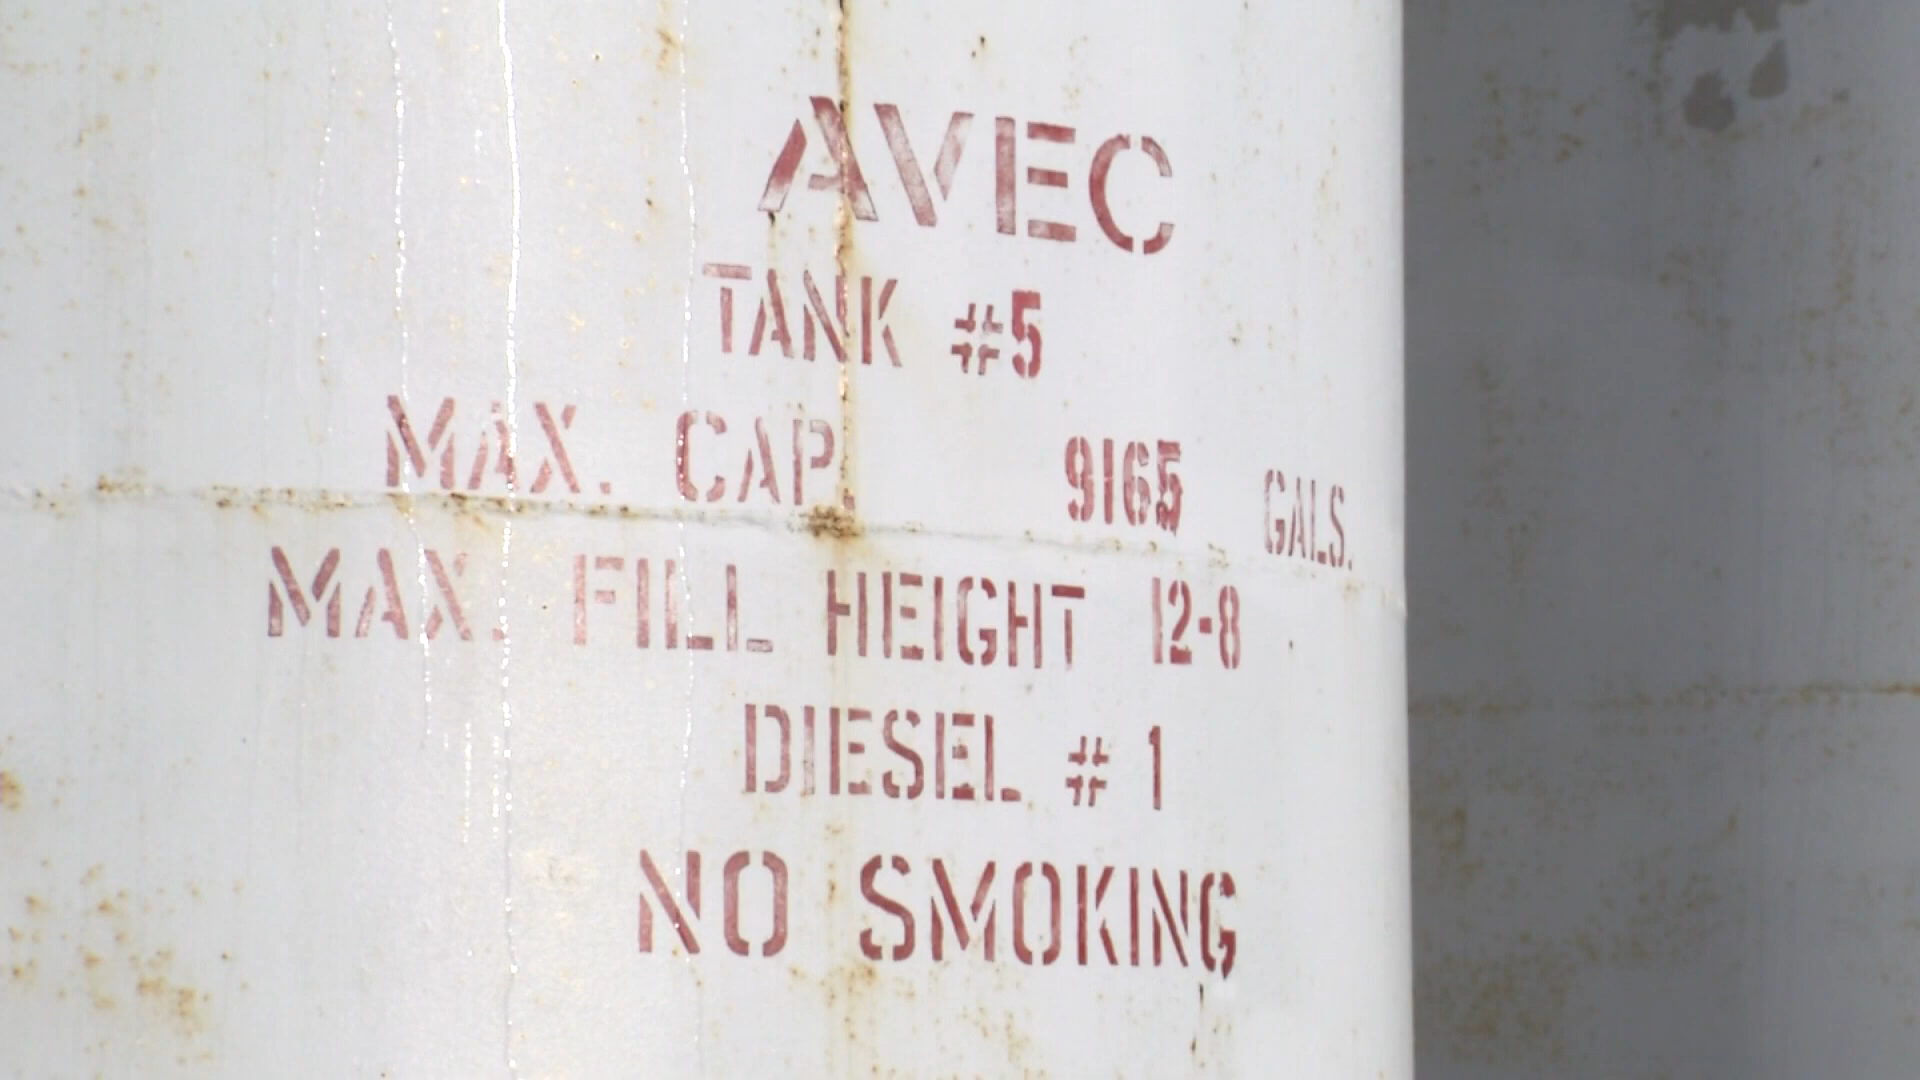 AVEC
TANK #5
MAX. CAP. 9165 GALS.
MAX. FILL HEIGHT 12-8
DIESEL # 1
NO SMOKING